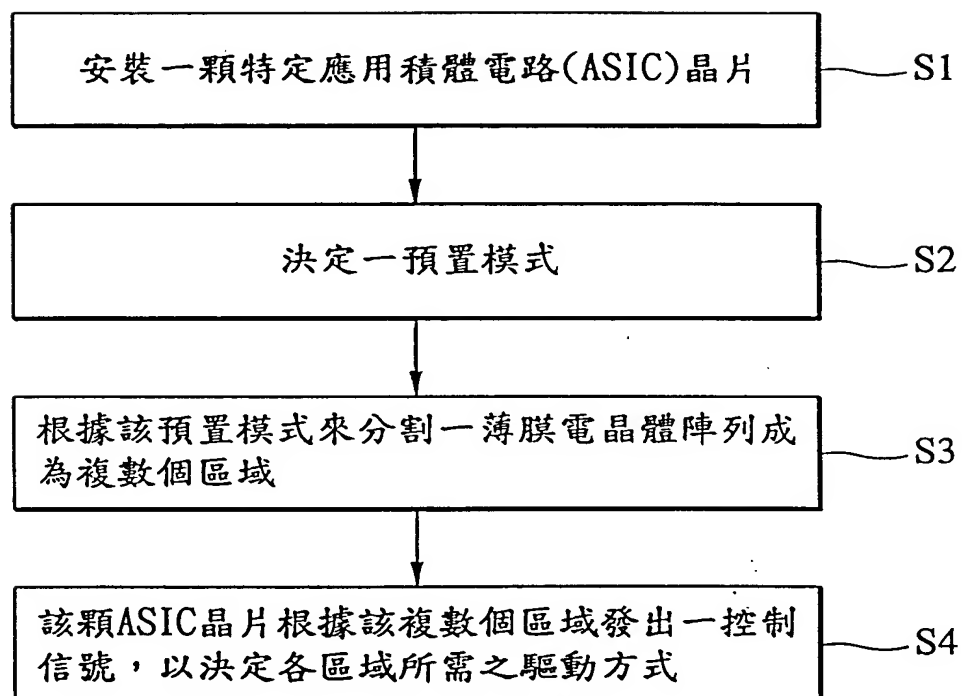 安裝一顆特定應用積體電路(ASIC)晶片
S1
決定一預置模式
S2
根據該預置模式來分割一薄膜電晶體陣列成
為複數個區域
S3
該顆ASIC晶片根據該複數個區域發出一控制
信號，以決定各區域所需之驅動方式
S4